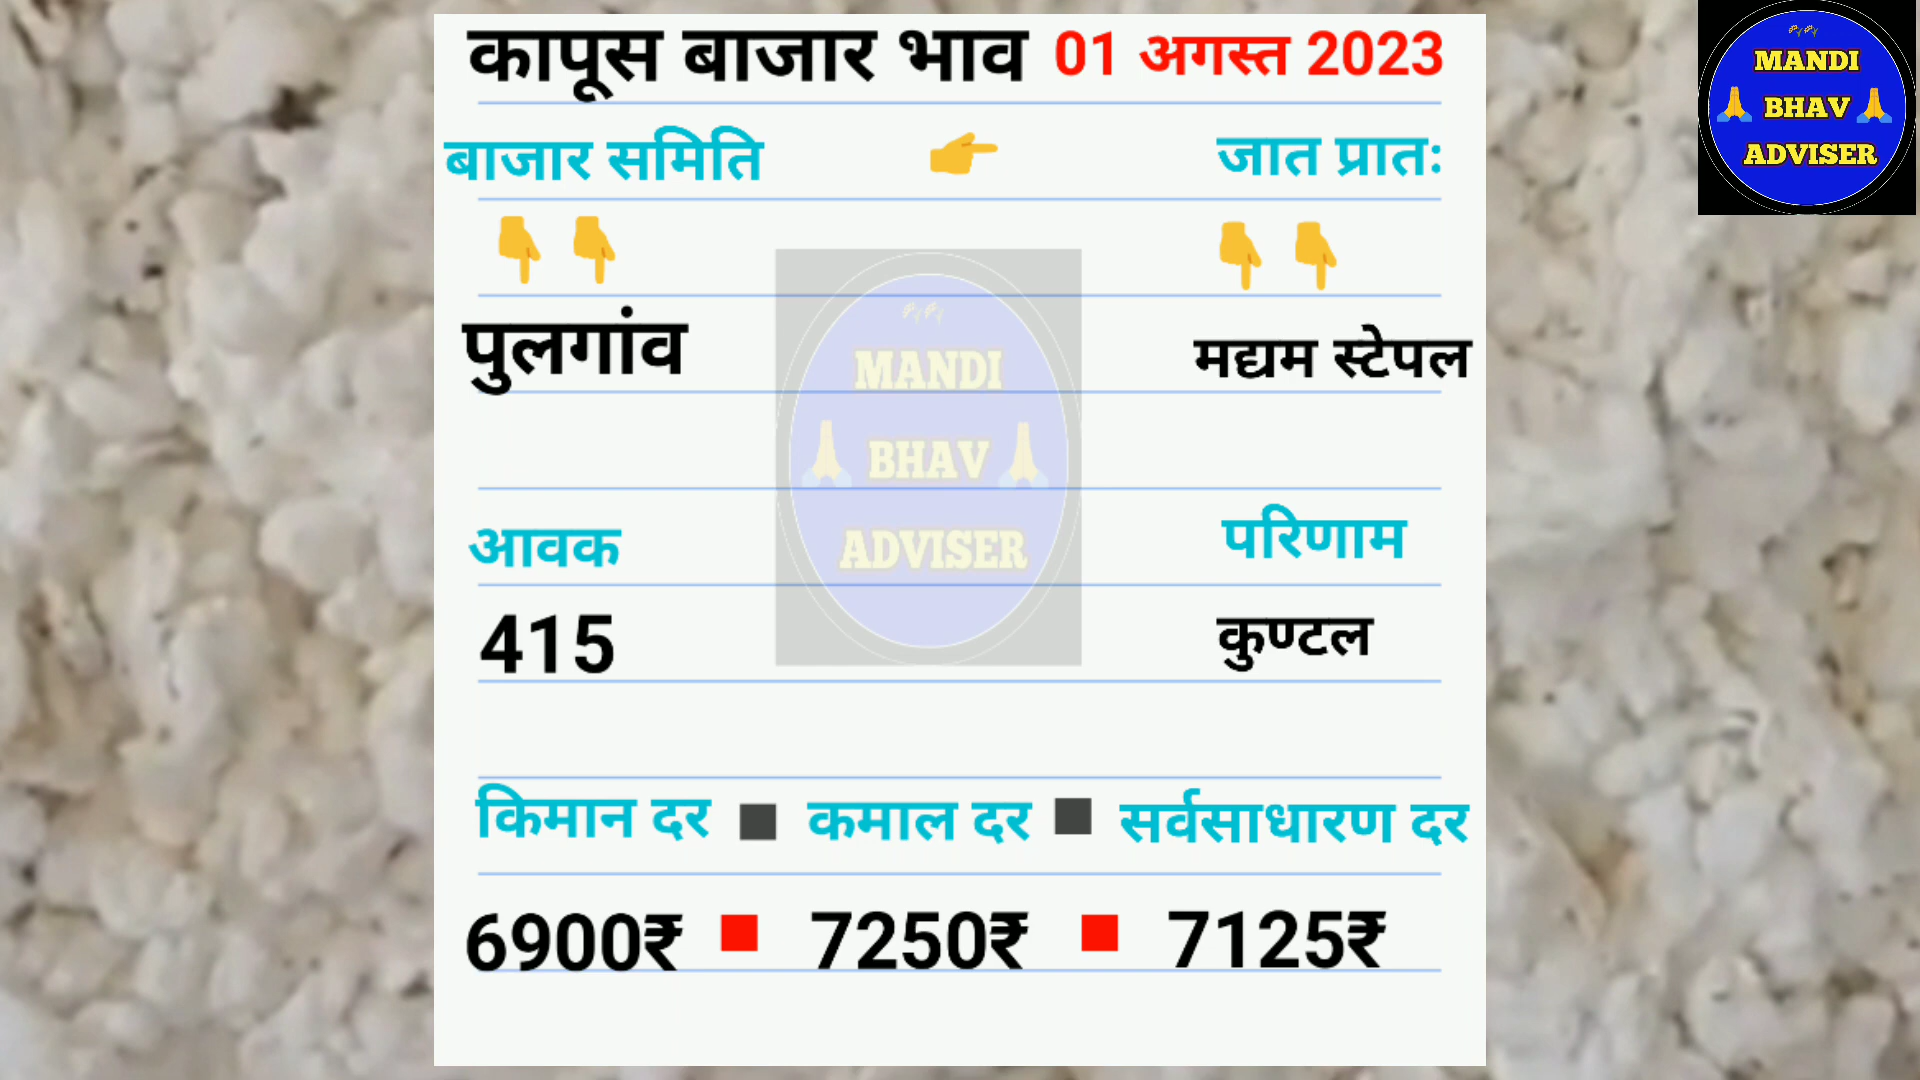 कापूस बाजार भाव 01 अगस्त 2023
MANDI
BHAV
ADVISER
बाजार समिति 👉 जात प्रातः
👇👇 👇👇
पुलगांव मद्यम स्टेपल
MANDI
BHAV
ADVISER
आवक परिणाम
415 कुण्टल
किमान दर ◼ कमाल दर ◼ सर्वसाधारण दर
6900₹ 🟥 7250₹ 🟥 7125₹